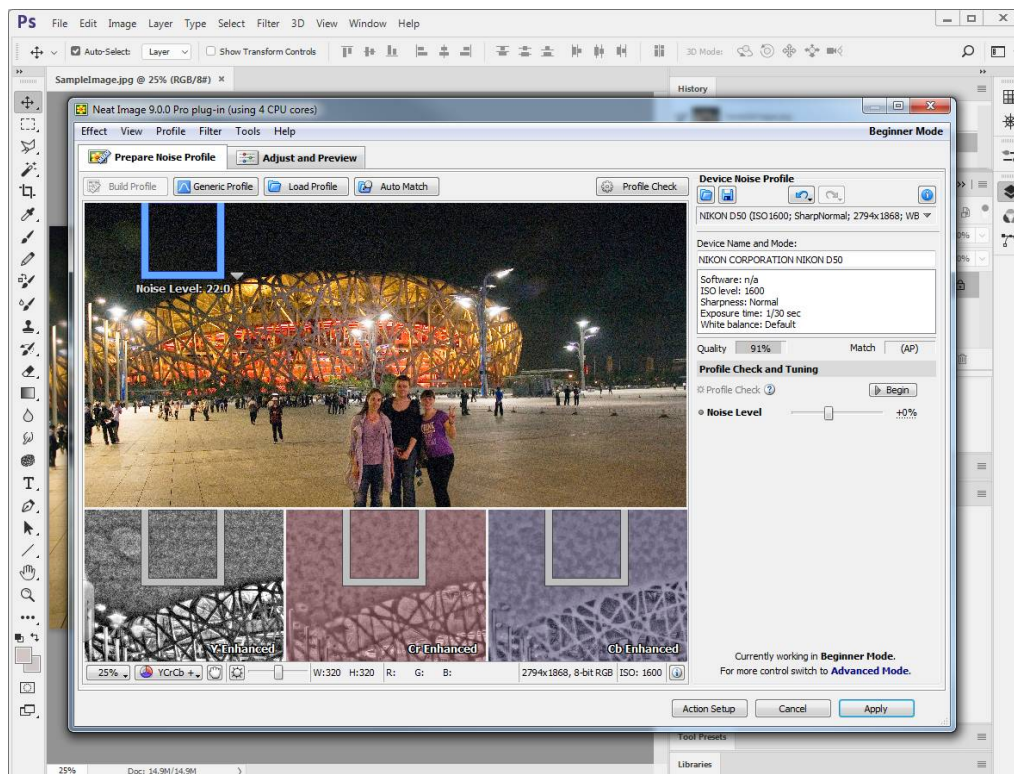 Ps File Edit Image Layer Type Select Filter 3D View Window Help
Auto-Select: Layer Show Transform Controls 3D Mode:
SampleImage.jpg @ 25% (RGB/8#) ×
History
Neat Image 9.0.0 Pro plug-in (using 4 CPU cores)
Effect View Profile Filter Tools Help Beginner Mode
Prepare Noise Profile Adjust and Preview
Build Profile Generic Profile Load Profile Auto Match Profile Check
Device Noise Profile
NIKON D50 (ISO1600; SharpNormal; 2794x1868; WB
Device Name and Mode:
NIKON CORPORATION NIKON D50
Software: n/a
ISO level: 1600
Sharpness: Normal
Exposure time: 1/30 sec
White balance: Default
Quality 91% Match (AP)
Profile Check and Tuning
Profile Check Begin
Noise Level +0%
Noise Level: 22.0
Y Enhanced Cr Enhanced Cb Enhanced
Currently working in Beginner Mode.
For more control switch to Advanced Mode.
25% YCrCb + W:320 H:320 R: G: B: 2794x1868, 8-bit RGB ISO: 1600
Action Setup Cancel Apply
Tool Presets
Libraries
25% Doc: 14.9M/14.9M